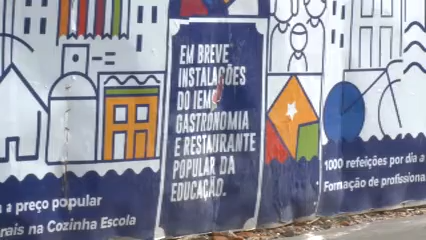 EM BREVE
INSTALAÇÕES
DO IEMA
GASTRONOMIA
E RESTAURANTE
POPULAR DA
EDUCAÇÃO.
a preço popular
rais na Cozinha Escola
1000 refeições por dia a
Formação de profissiona